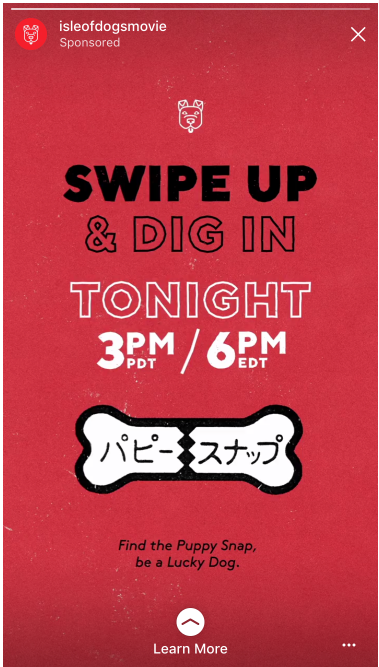 isleofdogsmovie
Sponsored
SWIPE UP
& DIG IN
TONIGHT
3PM PDT / 6PM EDT
パピースナップ
Find the Puppy Snap,
be a Lucky Dog.
Learn More